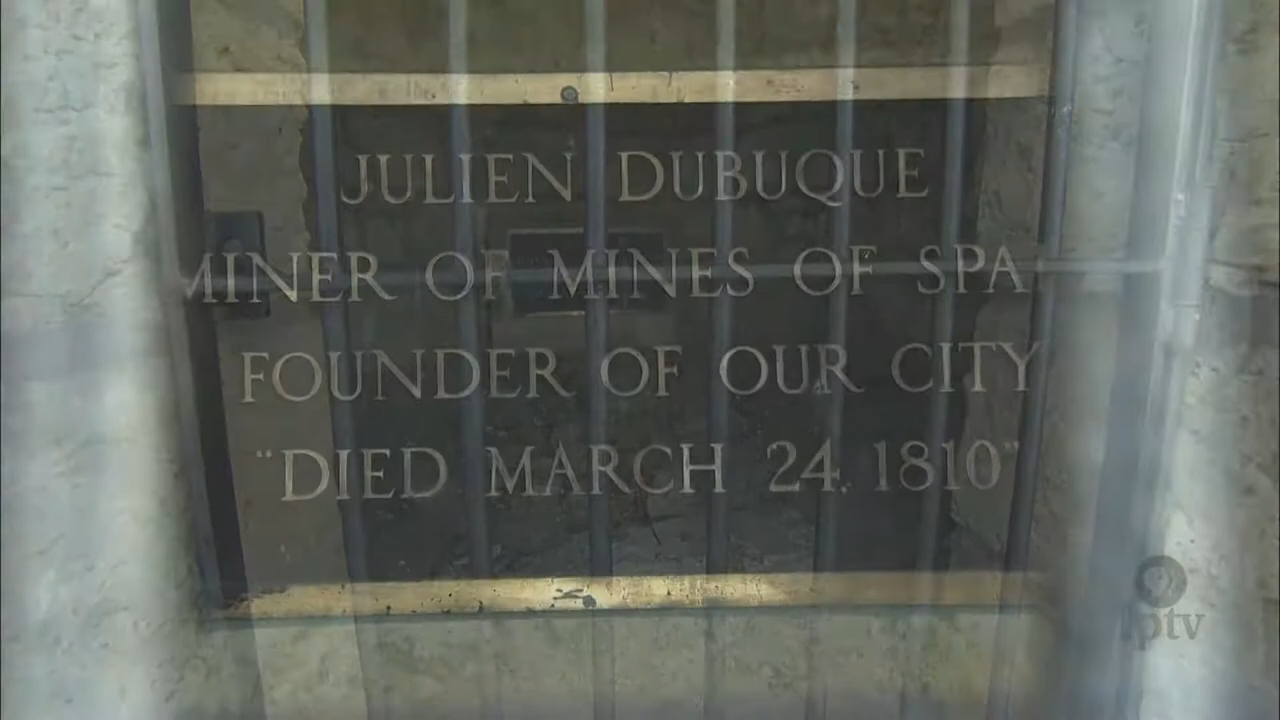 JULIEN DUBUQUE
MINER OF MINES OF SPA
FOUNDER OF OUR CITY
"DIED MARCH 24, 1810"
iptv